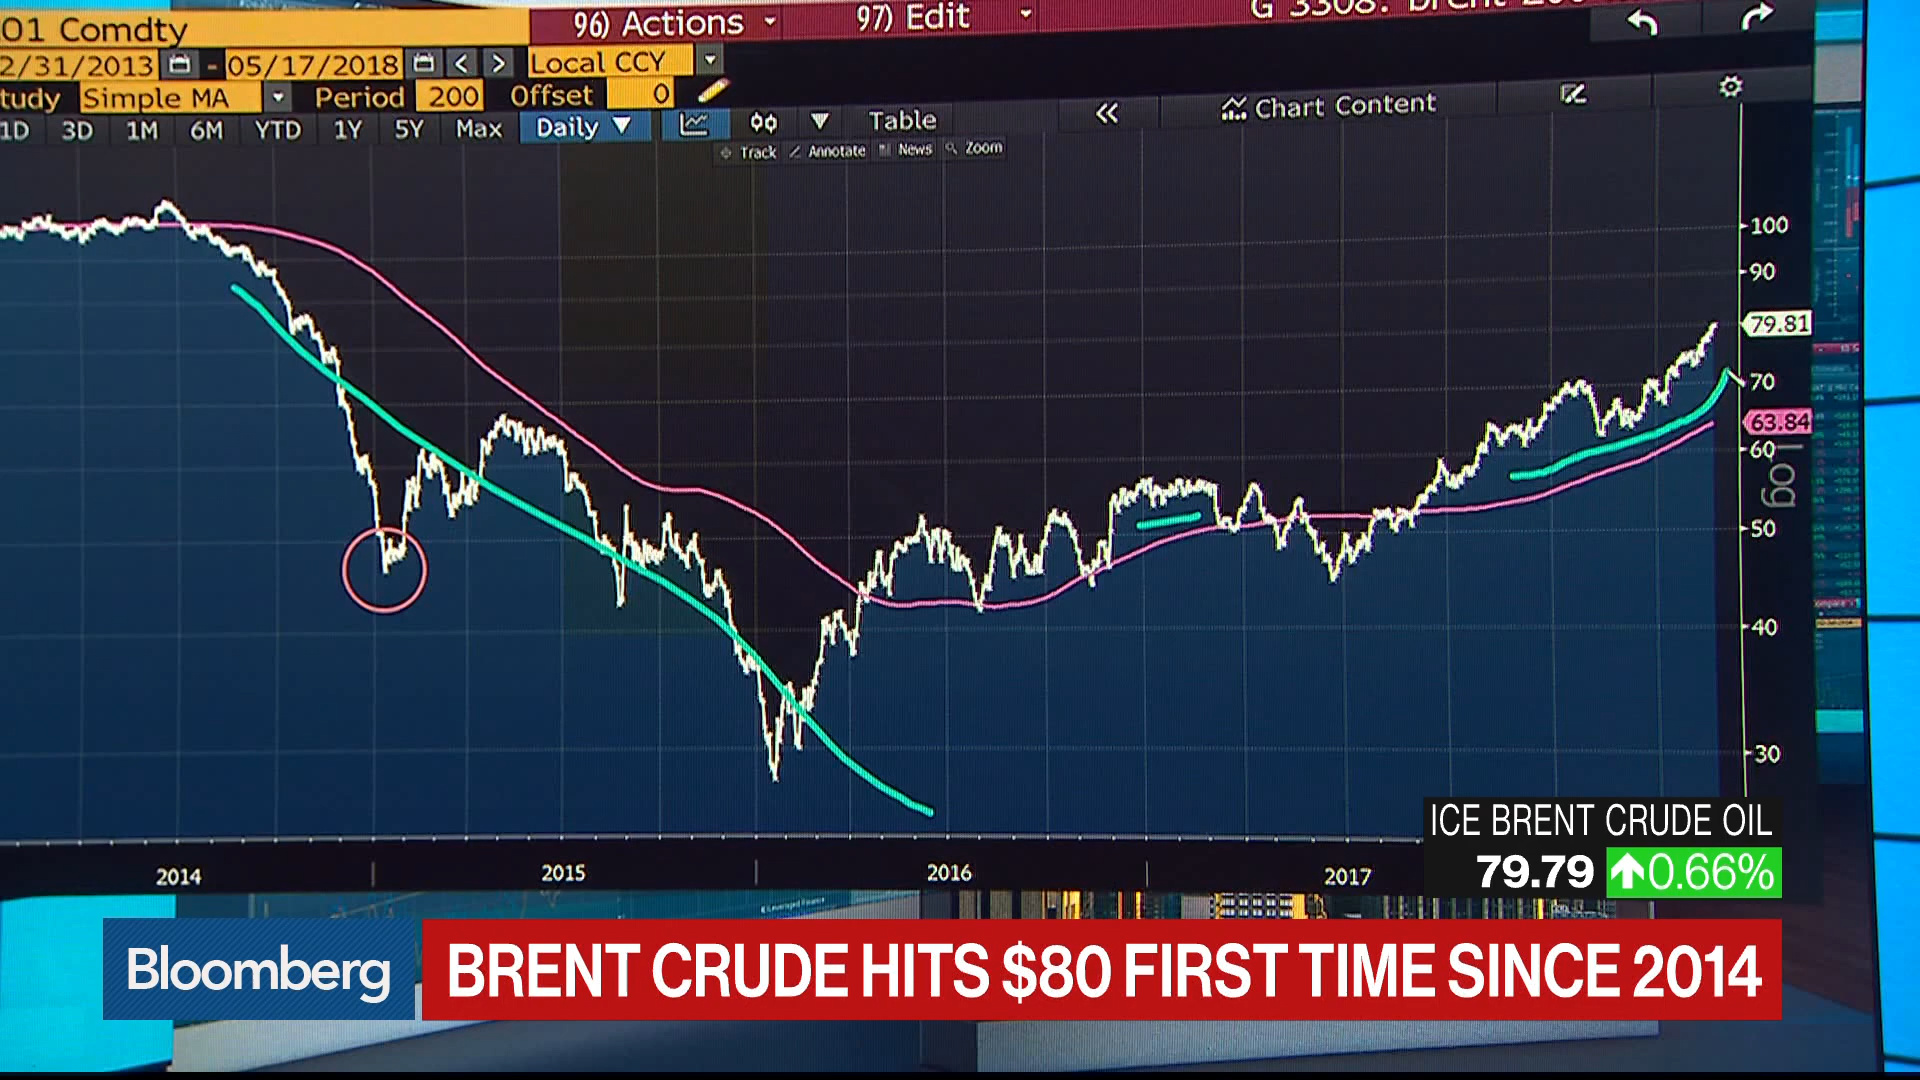 O1 Comdty 96) Actions 97) Edit
2/31/2013 - 05/17/2018 < > Local CCY
tudy Simple MA Period 200 Offset 0
1D 3D 1M 6M YTD 1Y 5Y Max Daily ▼ Table « Chart Content
Track Annotate News Zoom
100
90
79.81
70
63.84
60
Log
50
40
30
2014 2015 2016 2017
ICE BRENT CRUDE OIL
79.79 0.66%
Bloomberg BRENT CRUDE HITS $80 FIRST TIME SINCE 2014